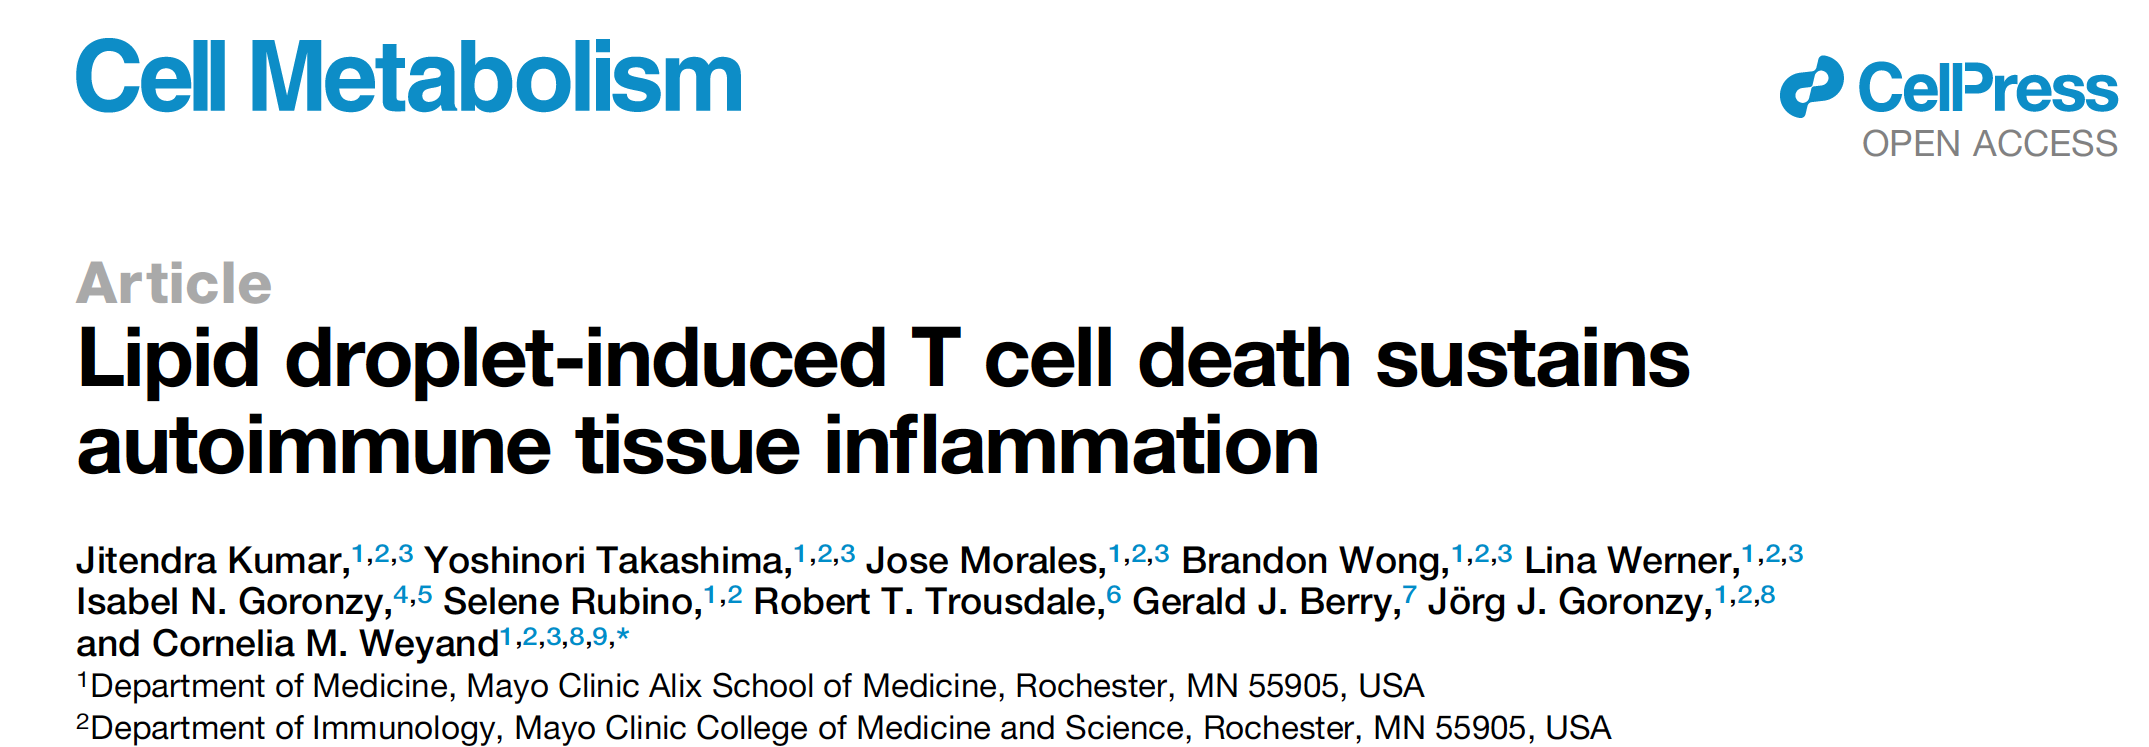 Cell Metabolism
CellPress
OPEN ACCESS
Article
Lipid droplet-induced T cell death sustains
autoimmune tissue inflammation
Jitendra Kumar,1,2,3 Yoshinori Takashima,1,2,3 Jose Morales,1,2,3 Brandon Wong,1,2,3 Lina Werner,1,2,3
Isabel N. Goronzy,4,5 Selene Rubino,1,2 Robert T. Trousdale,6 Gerald J. Berry,7 Jörg J. Goronzy,1,2,8
and Cornelia M. Weyand1,2,3,8,9,*
1Department of Medicine, Mayo Clinic Alix School of Medicine, Rochester, MN 55905, USA
2Department of Immunology, Mayo Clinic College of Medicine and Science, Rochester, MN 55905, USA